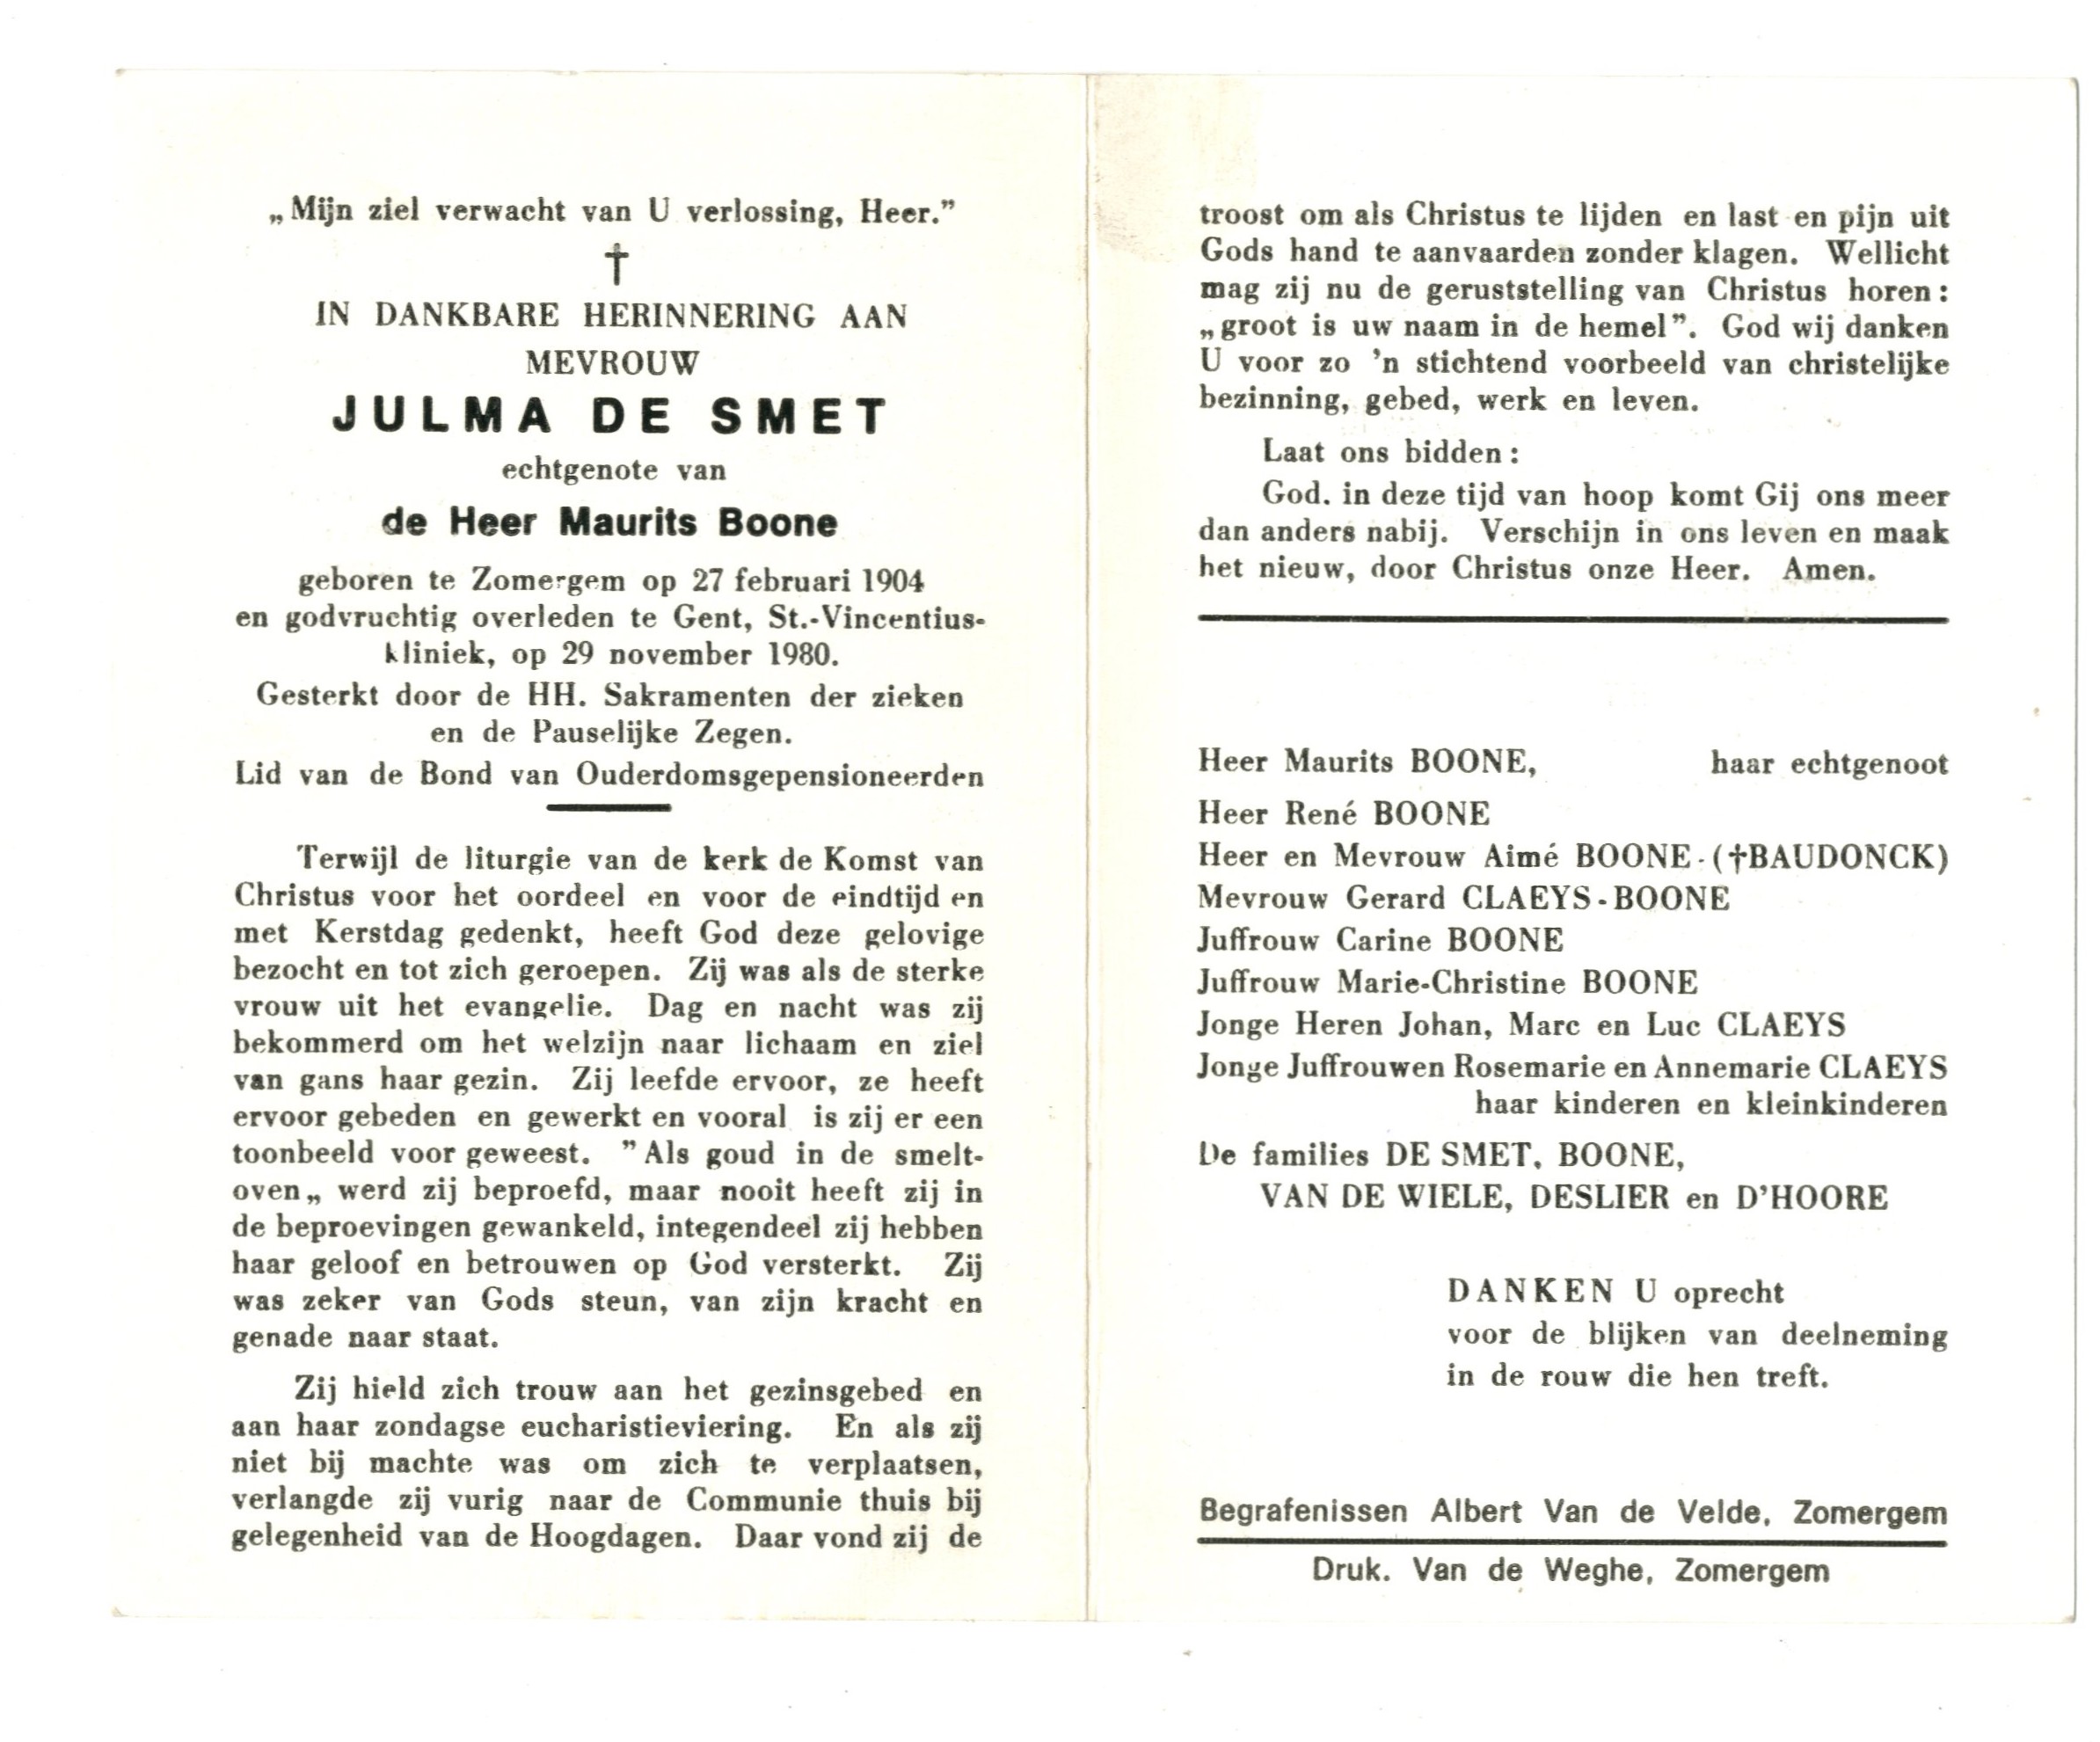 „Mijn ziel verwacht van U verlossing, Heer.”
†
IN DANKBARE HERINNERING AAN
MEVROUW
JULMA DE SMET
echtgenote van
de Heer Maurits Boone
geboren te Zomergem op 27 februari 1904
en godvruchtig overleden te Gent, St.-Vincentius-
kliniek, op 29 november 1980.
Gesterkt door de HH. Sakramenten der zieken
en de Pauselijke Zegen.
Lid van de Bond van Ouderdomsgepensioneerden
Terwijl de liturgie van de kerk de Komst van
Christus voor het oordeel en voor de eindtijd en
met Kerstdag gedenkt, heeft God deze gelovige
bezocht en tot zich geroepen. Zij was als de sterke
vrouw uit het evangelie. Dag en nacht was zij
bekommerd om het welzijn naar lichaam en ziel
van gans haar gezin. Zij leefde ervoor, ze heeft
ervoor gebeden en gewerkt en vooral is zij er een
toonbeeld voor geweest. ”Als goud in de smelt-
oven„ werd zij beproefd, maar nooit heeft zij in
de beproevingen gewankeld, integendeel zij hebben
haar geloof en betrouwen op God versterkt. Zij
was zeker van Gods steun, van zijn kracht en
genade naar staat.
Zij hield zich trouw aan het gezinsgebed en
aan haar zondagse eucharistieviering. En als zij
niet bij machte was om zich te verplaatsen,
verlangde zij vurig naar de Communie thuis bij
gelegenheid van de Hoogdagen. Daar vond zij de
troost om als Christus te lijden en last en pijn uit
Gods hand te aanvaarden zonder klagen. Wellicht
mag zij nu de geruststelling van Christus horen :
„groot is uw naam in de hemel”. God wij danken
U voor zo 'n stichtend voorbeeld van christelijke
bezinning, gebed, werk en leven.
Laat ons bidden :
God. in deze tijd van hoop komt Gij ons meer
dan anders nabij. Verschijn in ons leven en maak
het nieuw, door Christus onze Heer. Amen.
Heer Maurits BOONE, haar echtgenoot
Heer René BOONE
Heer en Mevrouw Aimé BOONE - (†BAUDONCK)
Mevrouw Gerard CLAEYS-BOONE
Juffrouw Carine BOONE
Juffrouw Marie-Christine BOONE
Jonge Heren Johan, Marc en Luc CLAEYS
Jonge Juffrouwen Rosemarie en Annemarie CLAEYS
haar kinderen en kleinkinderen
De families DE SMET, BOONE,
VAN DE WIELE, DESLIER en D'HOORE
DANKEN U oprecht
voor de blijken van deelneming
in de rouw die hen treft.
Begrafenissen Albert Van de Velde, Zomergem
Druk. Van de Weghe, Zomergem